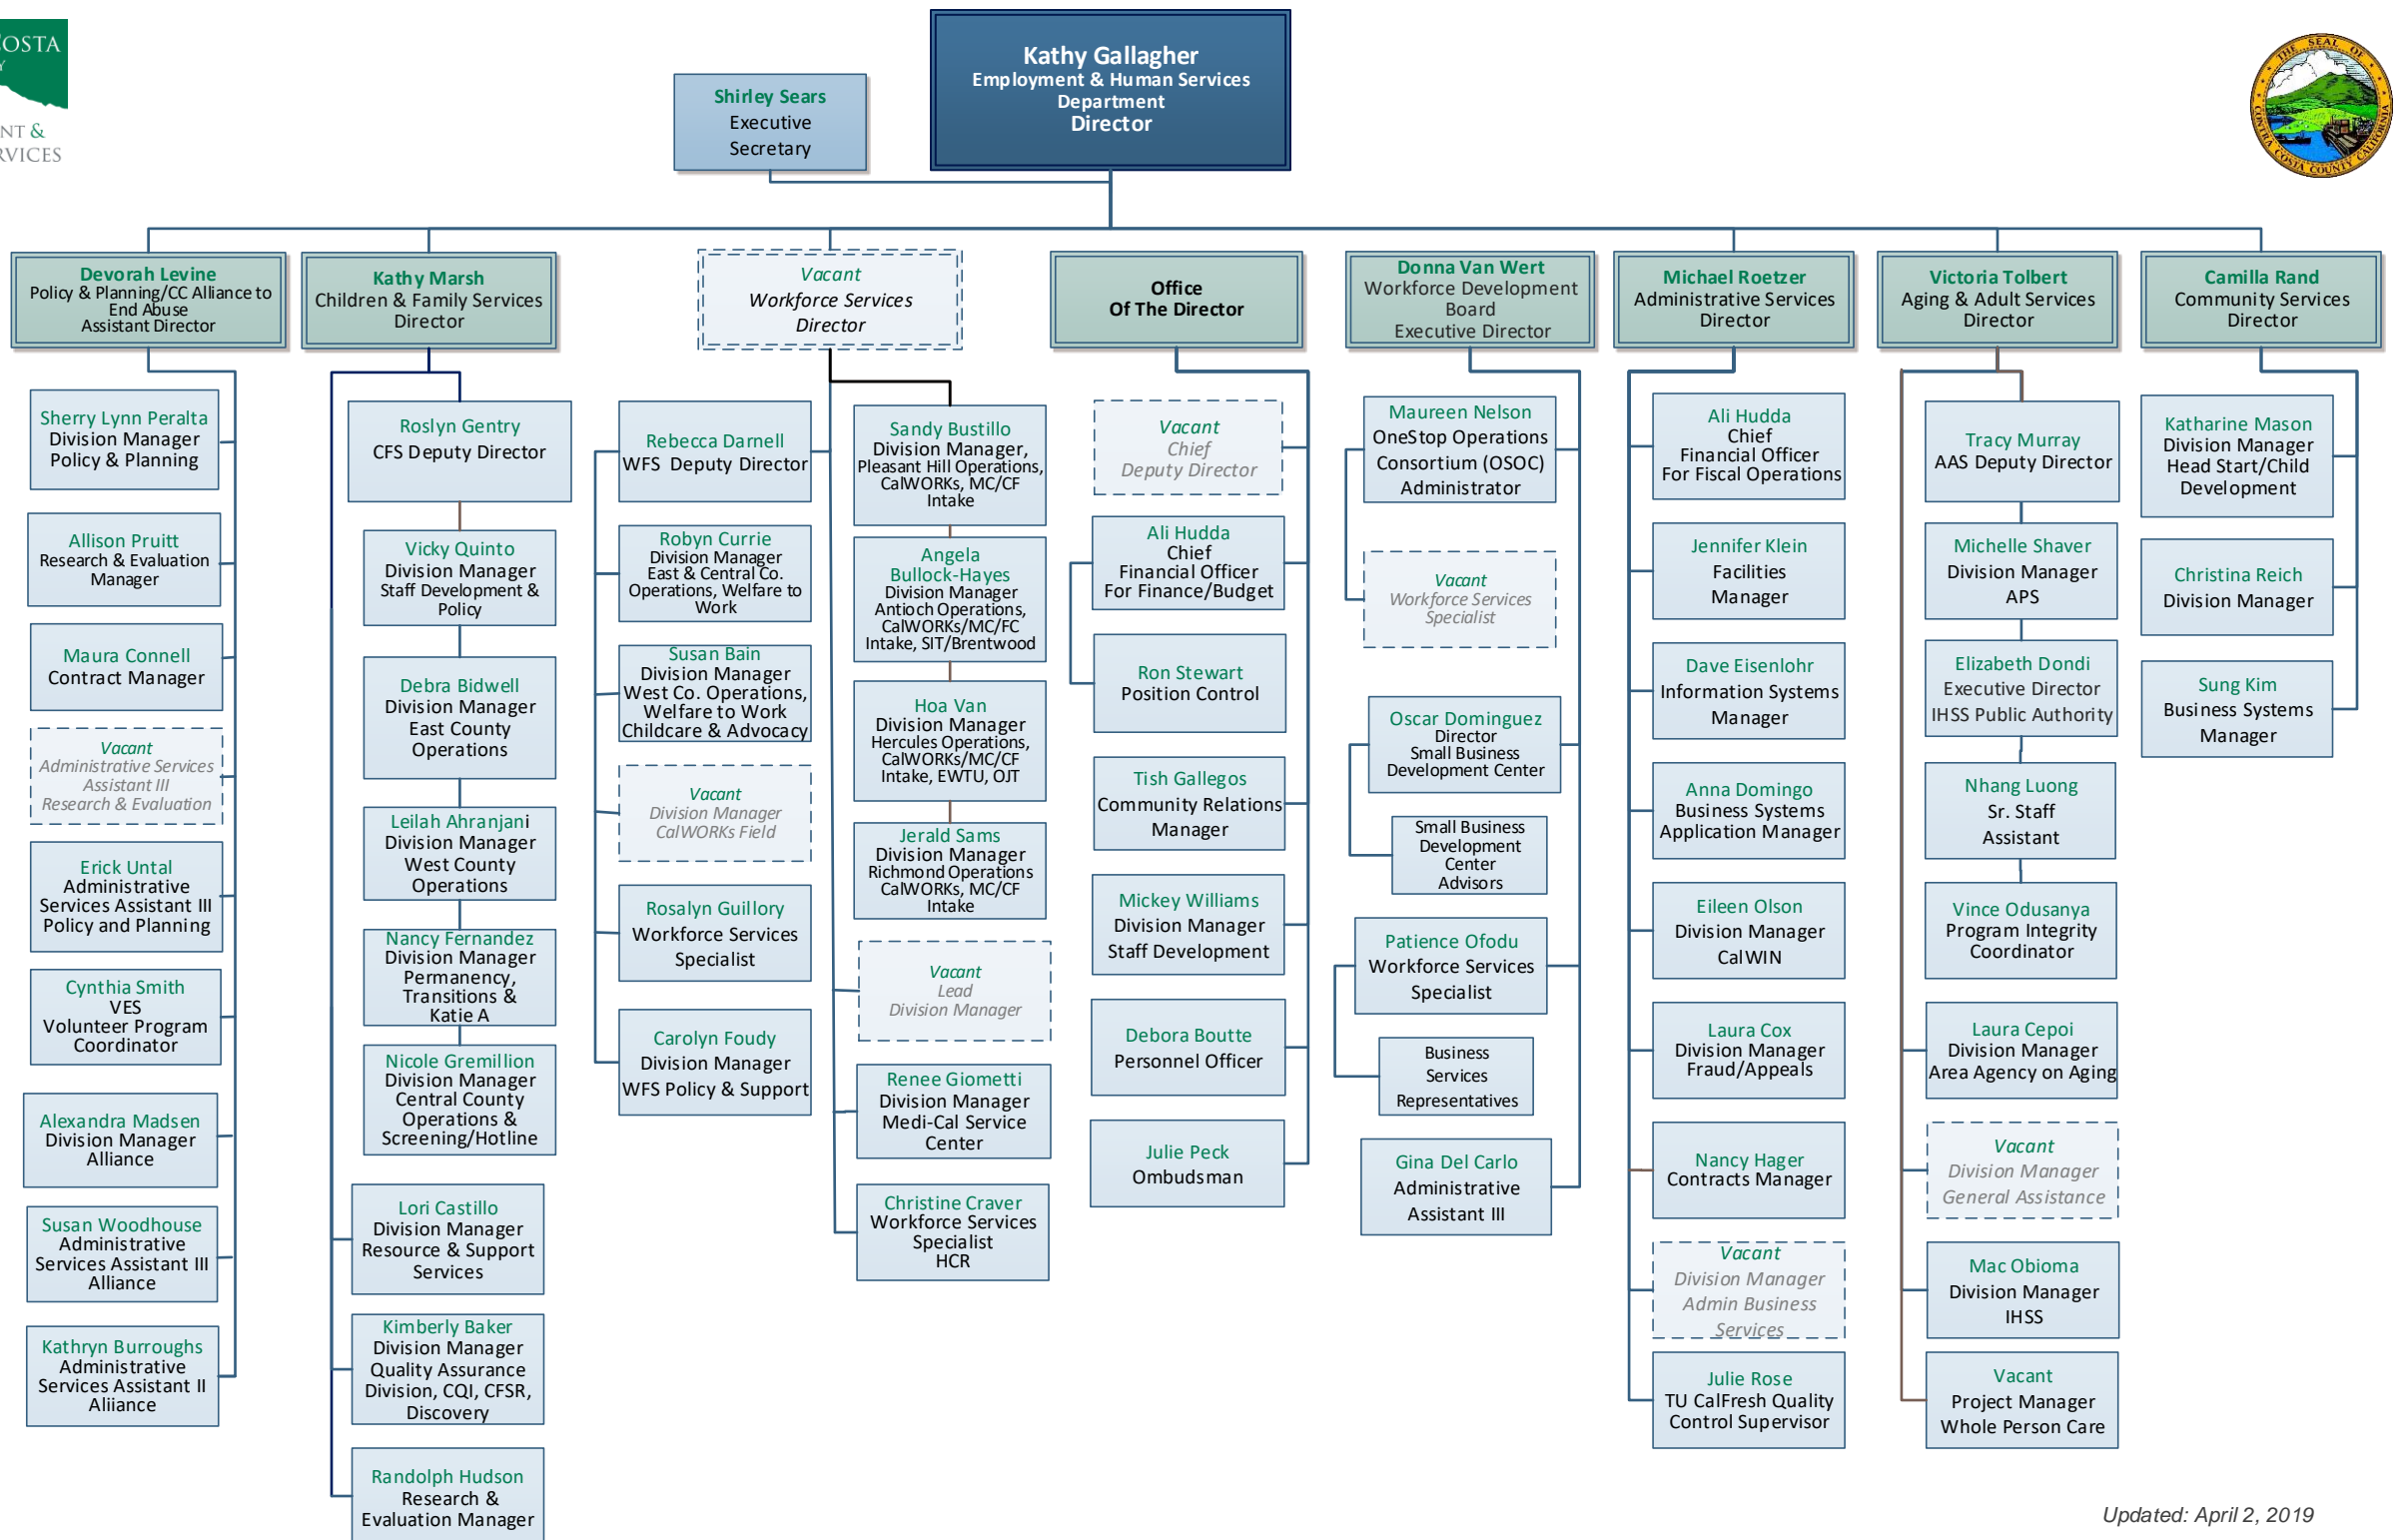 COSTA
Y
NT &
RVICES
Kathy Gallagher
Employment & Human Services
Department
Director
Shirley Sears
Executive
Secretary
THE SEAL OF
CONTRA COSTA COUNTY CALIFORNIA
Devorah Levine
Policy & Planning/CC Alliance to
End Abuse
Assistant Director
Sherry Lynn Peralta
Division Manager
Policy & Planning
Allison Pruitt
Research & Evaluation
Manager
Maura Connell
Contract Manager
Vacant
Administrative Services
Assistant III
Research & Evaluation
Erick Untal
Administrative
Services Assistant III
Policy and Planning
Cynthia Smith
VES
Volunteer Program
Coordinator
Alexandra Madsen
Division Manager
Alliance
Susan Woodhouse
Administrative
Services Assistant III
Alliance
Kathryn Burroughs
Administrative
Services Assistant II
Aliiance
Kathy Marsh
Children & Family Services
Director
Roslyn Gentry
CFS Deputy Director
Vicky Quinto
Division Manager
Staff Development &
Policy
Debra Bidwell
Division Manager
East County
Operations
Leilah Ahranjani
Division Manager
West County
Operations
Nancy Fernandez
Division Manager
Permanency,
Transitions &
Katie A
Nicole Gremillion
Division Manager
Central County
Operations &
Screening/Hotline
Lori Castillo
Division Manager
Resource & Support
Services
Kimberly Baker
Division Manager
Quality Assurance
Division, CQI, CFSR,
Discovery
Randolph Hudson
Research &
Evaluation Manager
Vacant
Workforce Services
Director
Rebecca Darnell
WFS Deputy Director
Robyn Currie
Division Manager
East & Central Co.
Operations, Welfare to
Work
Susan Bain
Division Manager
West Co. Operations,
Welfare to Work
Childcare & Advocacy
Vacant
Division Manager
CalWORKs Field
Rosalyn Guillory
Workforce Services
Specialist
Carolyn Foudy
Division Manager
WFS Policy & Support
Sandy Bustillo
Division Manager,
Pleasant Hill Operations,
CalWORKs, MC/CF
Intake
Angela
Bullock-Hayes
Division Manager
Antioch Operations,
CalWORKs/MC/FC
Intake, SIT/Brentwood
Hoa Van
Division Manager
Hercules Operations,
CalWORKs/MC/CF
Intake, EWTU, OJT
Jerald Sams
Division Manager
Richmond Operations
CalWORKs, MC/CF
Intake
Vacant
Lead
Division Manager
Renee Giometti
Division Manager
Medi-Cal Service
Center
Christine Craver
Workforce Services
Specialist
HCR
Office
Of The Director
Vacant
Chief
Deputy Director
Ali Hudda
Chief
Financial Officer
For Finance/Budget
Ron Stewart
Position Control
Tish Gallegos
Community Relations
Manager
Mickey Williams
Division Manager
Staff Development
Debora Boutte
Personnel Officer
Julie Peck
Ombudsman
Donna Van Wert
Workforce Development
Board
Executive Director
Maureen Nelson
OneStop Operations
Consortium (OSOC)
Administrator
Vacant
Workforce Services
Specialist
Oscar Dominguez
Director
Small Business
Development Center
Small Business
Development
Center
Advisors
Patience Ofodu
Workforce Services
Specialist
Business
Services
Representatives
Gina Del Carlo
Administrative
Assistant III
Michael Roetzer
Administrative Services
Director
Ali Hudda
Chief
Financial Officer
For Fiscal Operations
Jennifer Klein
Facilities
Manager
Dave Eisenlohr
Information Systems
Manager
Anna Domingo
Business Systems
Application Manager
Eileen Olson
Division Manager
CalWIN
Laura Cox
Division Manager
Fraud/Appeals
Nancy Hager
Contracts Manager
Vacant
Division Manager
Admin Business
Services
Julie Rose
TU CalFresh Quality
Control Supervisor
Victoria Tolbert
Aging & Adult Services
Director
Tracy Murray
AAS Deputy Director
Michelle Shaver
Division Manager
APS
Elizabeth Dondi
Executive Director
IHSS Public Authority
Nhang Luong
Sr. Staff
Assistant
Vince Odusanya
Program Integrity
Coordinator
Laura Cepoi
Division Manager
Area Agency on Aging
Vacant
Division Manager
General Assistance
Mac Obioma
Division Manager
IHSS
Vacant
Project Manager
Whole Person Care
Camilla Rand
Community Services
Director
Katharine Mason
Division Manager
Head Start/Child
Development
Christina Reich
Division Manager
Sung Kim
Business Systems
Manager
Updated: April 2, 2019